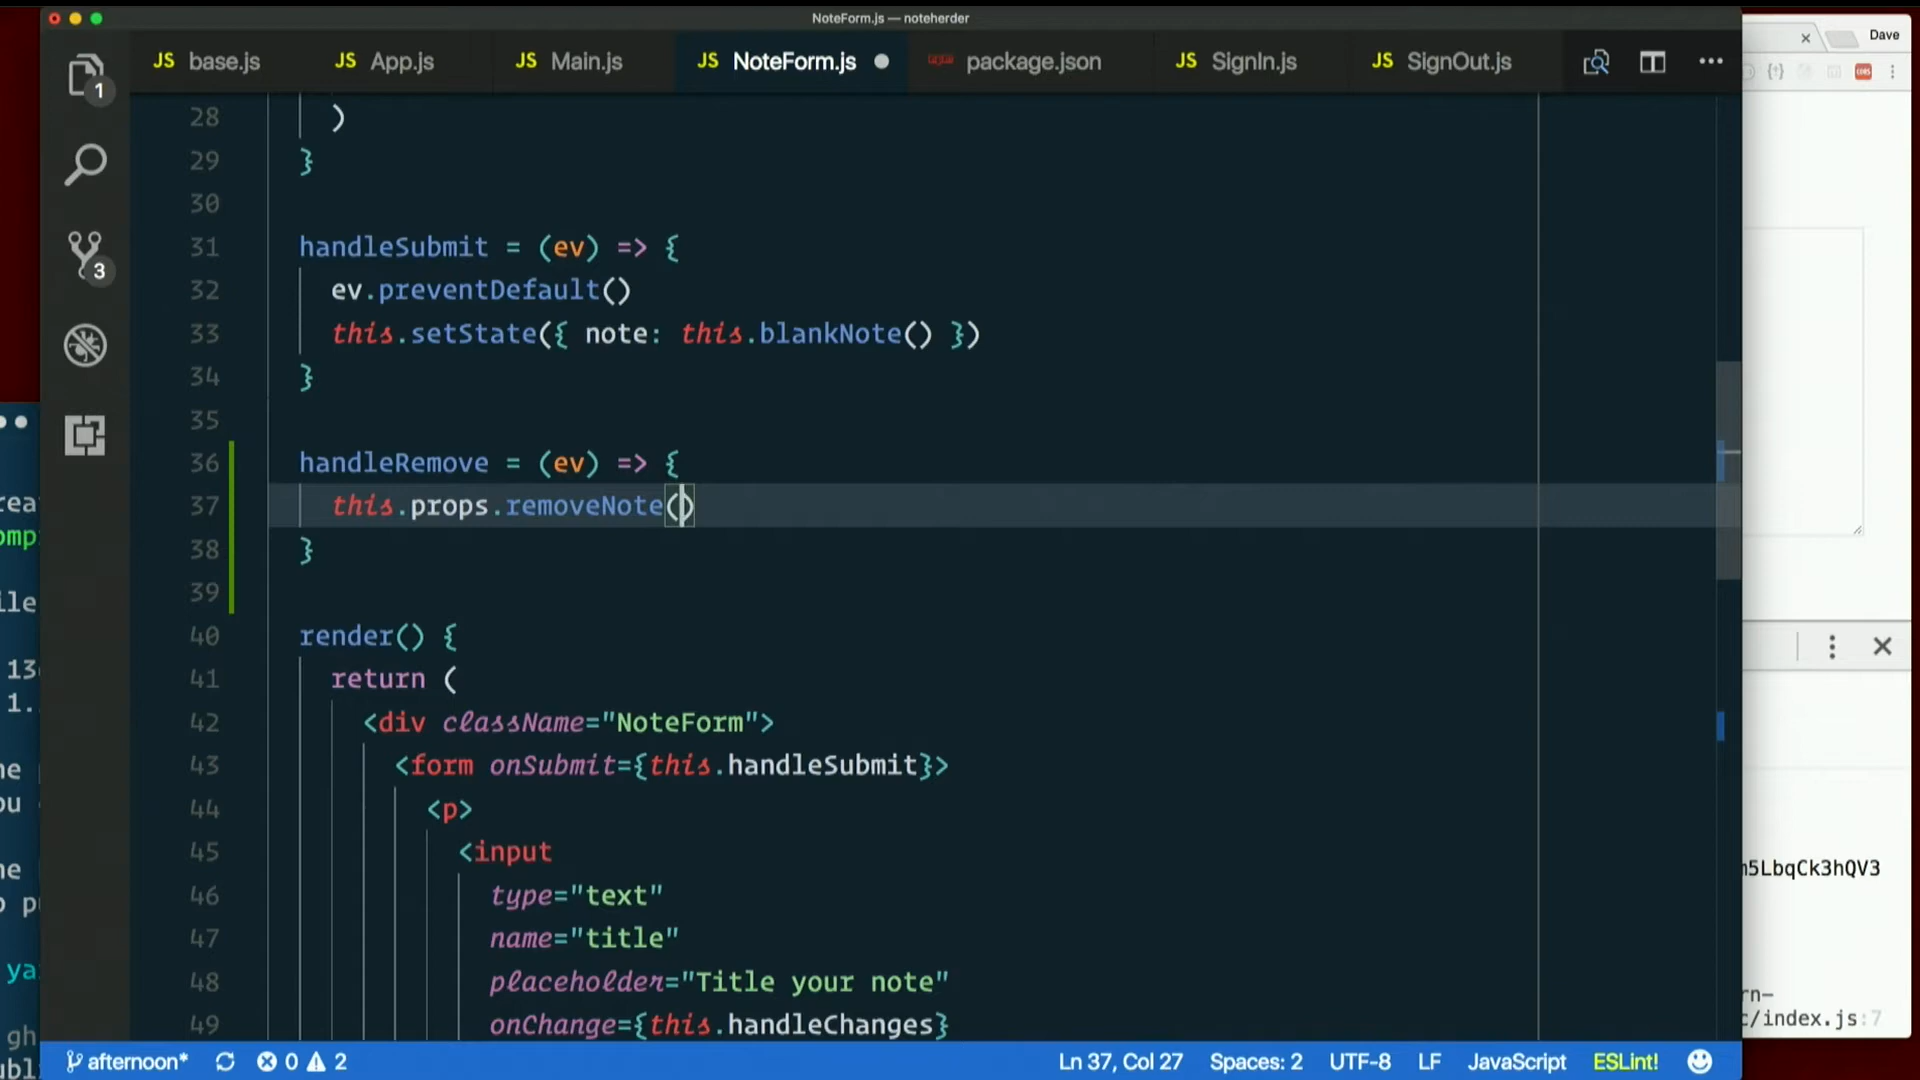 NoteForm.js — noteherder
JS base.js
JS App.js
JS Main.js
JS NoteForm.js
package.json
JS SignIn.js
JS SignOut.js
Dave
1
3
28 )
29 }
30
31 handleSubmit = (ev) => {
32 ev.preventDefault()
33 this.setState({ note: this.blankNote() })
34 }
35
36 handleRemove = (ev) => {
37 this.props.removeNote()
38 }
39
40 render() {
41 return (
42 <div className="NoteForm">
43 <form onSubmit={this.handleSubmit}>
44 <p>
45 <input
46 type="text"
47 name="title"
48 placeholder="Title your note"
49 onChange={this.handleChanges}
5LbqCk3hQV3
rn-
c/index.js:7
afternoon* 0 2 Ln 37, Col 27 Spaces: 2 UTF-8 LF JavaScript ESLint!